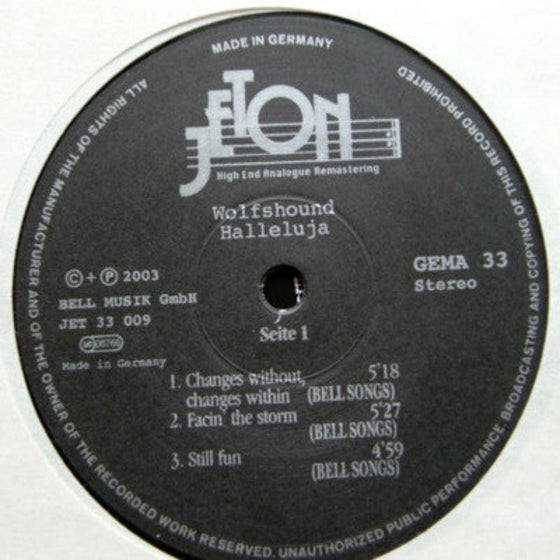 MADE IN GERMANY
ALL RIGHTS OF THE MANUFACTURER AND OF THE OWNER OF THE RECORDED WORK RESERVED. UNAUTHORIZED PUBLIC PERFORMANCE, BROADCASTING AND COPYING OF THIS RECORD PROHIBITED
JETON
High End Analogue Remastering
Wolfshound
Halleluja
© + ℗ 2003
BELL MUSIK GmbH
JET 33 009
Made in Germany
GEMA 33
Stereo
Seite 1
1. Changes without, 5'18
changes within (BELL SONGS)
2. Facin' the storm 5'27
(BELL SONGS)
3. Still fun 4'59
(BELL SONGS)